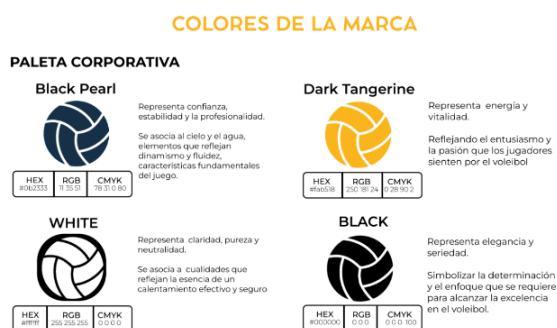 COLORES DE LA MARCA
PALETA CORPORATIVA
Black Pearl
Representa confianza,
estabilidad y la profesionalidad.
Se asocia al cielo y el agua,
elementos que reflejan
dinamismo y fluidez,
características fundamentales
del juego.
HEX RGB CMYK
#0b2333 11 35 51 78 31 0 80
Dark Tangerine
Representa energía y
vitalidad.
Reflejando el entusiasmo y
la pasión que los jugadores
sienten por el voleibol
HEX RGB CMYK
#fab518 250 181 24 0 28 90 2
WHITE
Representa claridad, pureza y
neutralidad.
Se asocia a cualidades que
reflejan la esencia de un
calentamiento efectivo y seguro
HEX RGB CMYK
#ffffff 255 255 255 0 0 0 0
BLACK
Representa elegancia y
seriedad.
Simbolizar la determinación
y el enfoque que se requiere
para alcanzar la excelencia
en el voleibol.
HEX RGB CMYK
#000000 0 0 0 0 0 0 100